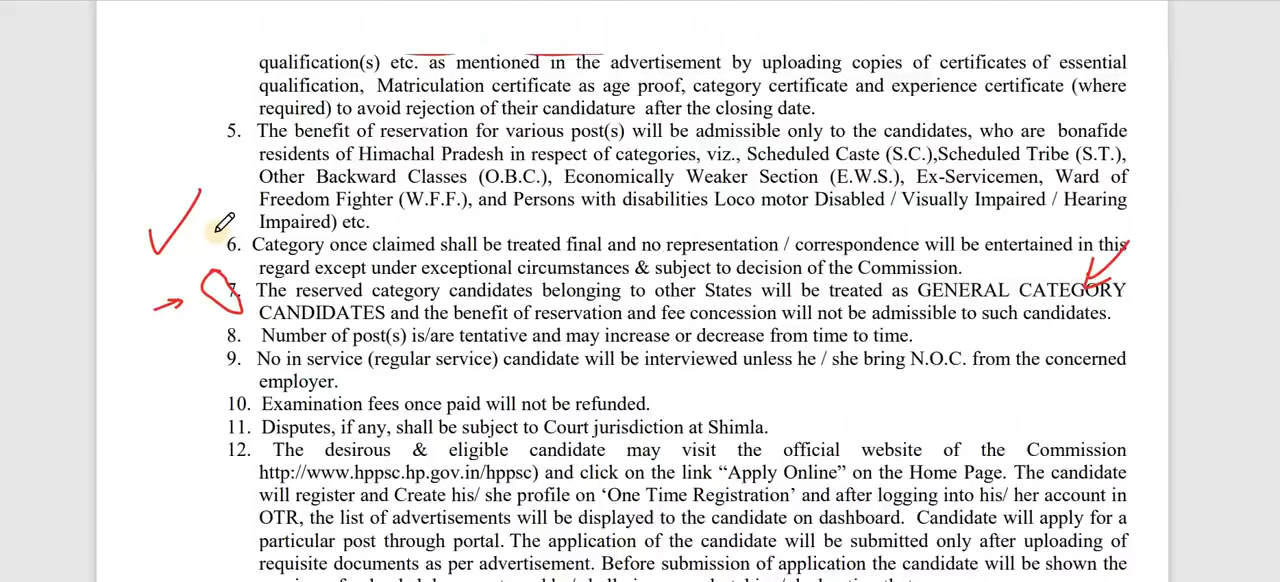 qualification(s) etc. as mentioned in the advertisement by uploading copies of certificates of essential
qualification, Matriculation certificate as age proof, category certificate and experience certificate (where
required) to avoid rejection of their candidature after the closing date.
5. The benefit of reservation for various post(s) will be admissible only to the candidates, who are bonafide
residents of Himachal Pradesh in respect of categories, viz., Scheduled Caste (S.C.),Scheduled Tribe (S.T.),
Other Backward Classes (O.B.C.), Economically Weaker Section (E.W.S.), Ex-Servicemen, Ward of
Freedom Fighter (W.F.F.), and Persons with disabilities Loco motor Disabled / Visually Impaired / Hearing
Impaired) etc.
6. Category once claimed shall be treated final and no representation / correspondence will be entertained in this
regard except under exceptional circumstances & subject to decision of the Commission.
7. The reserved category candidates belonging to other States will be treated as GENERAL CATEGORY
CANDIDATES and the benefit of reservation and fee concession will not be admissible to such candidates.
8. Number of post(s) is/are tentative and may increase or decrease from time to time.
9. No in service (regular service) candidate will be interviewed unless he / she bring N.O.C. from the concerned
employer.
10. Examination fees once paid will not be refunded.
11. Disputes, if any, shall be subject to Court jurisdiction at Shimla.
12. The desirous & eligible candidate may visit the official website of the Commission
http://www.hppsc.hp.gov.in/hppsc) and click on the link “Apply Online” on the Home Page. The candidate
will register and Create his/ she profile on ‘One Time Registration’ and after logging into his/ her account in
OTR, the list of advertisements will be displayed to the candidate on dashboard. Candidate will apply for a
particular post through portal. The application of the candidate will be submitted only after uploading of
requisite documents as per advertisement. Before submission of application the candidate will be shown the